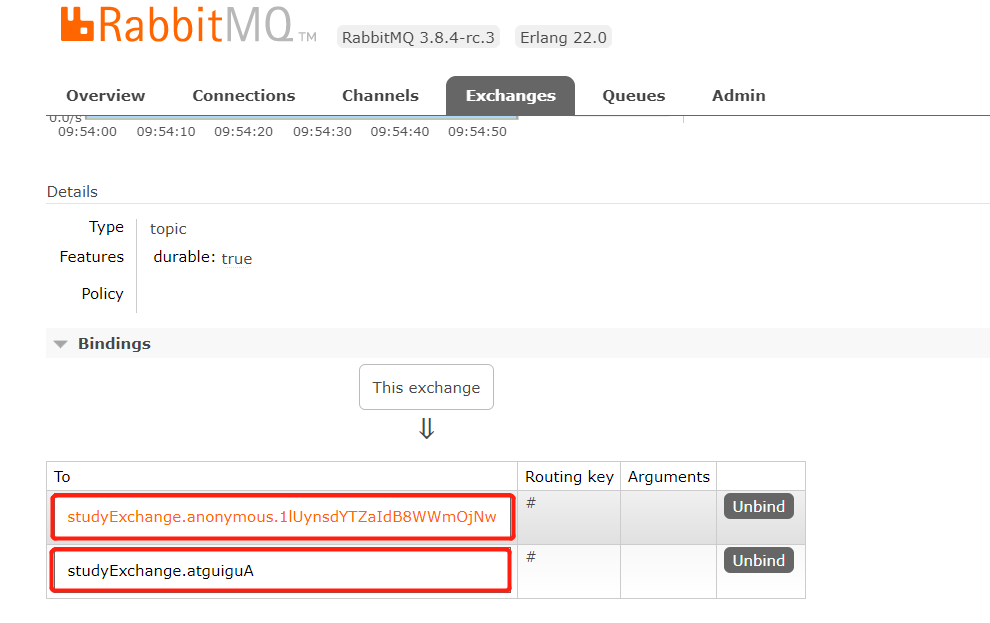 RabbitMQ TM RabbitMQ 3.8.4-rc.3 Erlang 22.0
Overview Connections Channels Exchanges Queues Admin
0.0/s
09:54:00 09:54:10 09:54:20 09:54:30 09:54:40 09:54:50
Details
Type topic
Features durable: true
Policy
Bindings
This exchange
⇓
To Routing key Arguments
studyExchange.anonymous.1lUynsdYTZaIdB8WWmOjNw # Unbind
studyExchange.atguiguA # Unbind